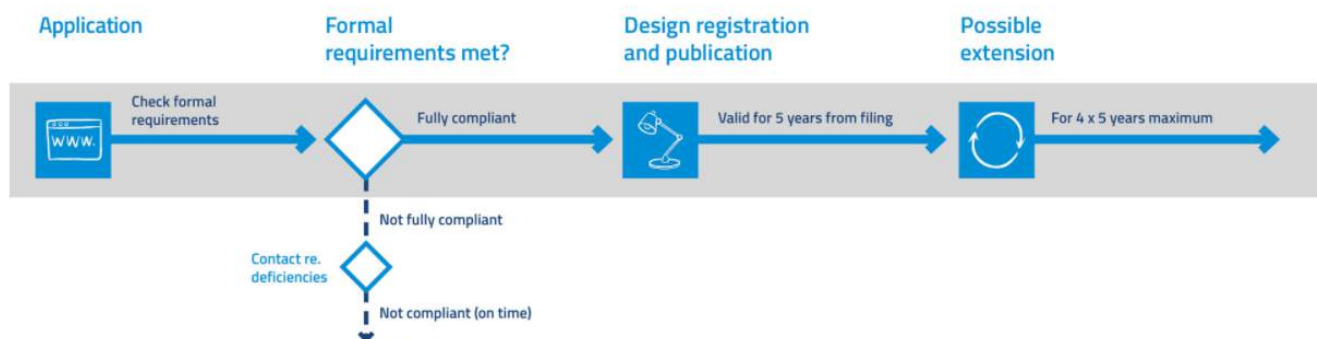 Application
Formal
requirements met?
Design registration
and publication
Possible
extension
Check formal
requirements
WWW.
Fully compliant
Valid for 5 years from filing
For 4 x 5 years maximum
Not fully compliant
Contact re.
deficiencies
Not compliant (on time)